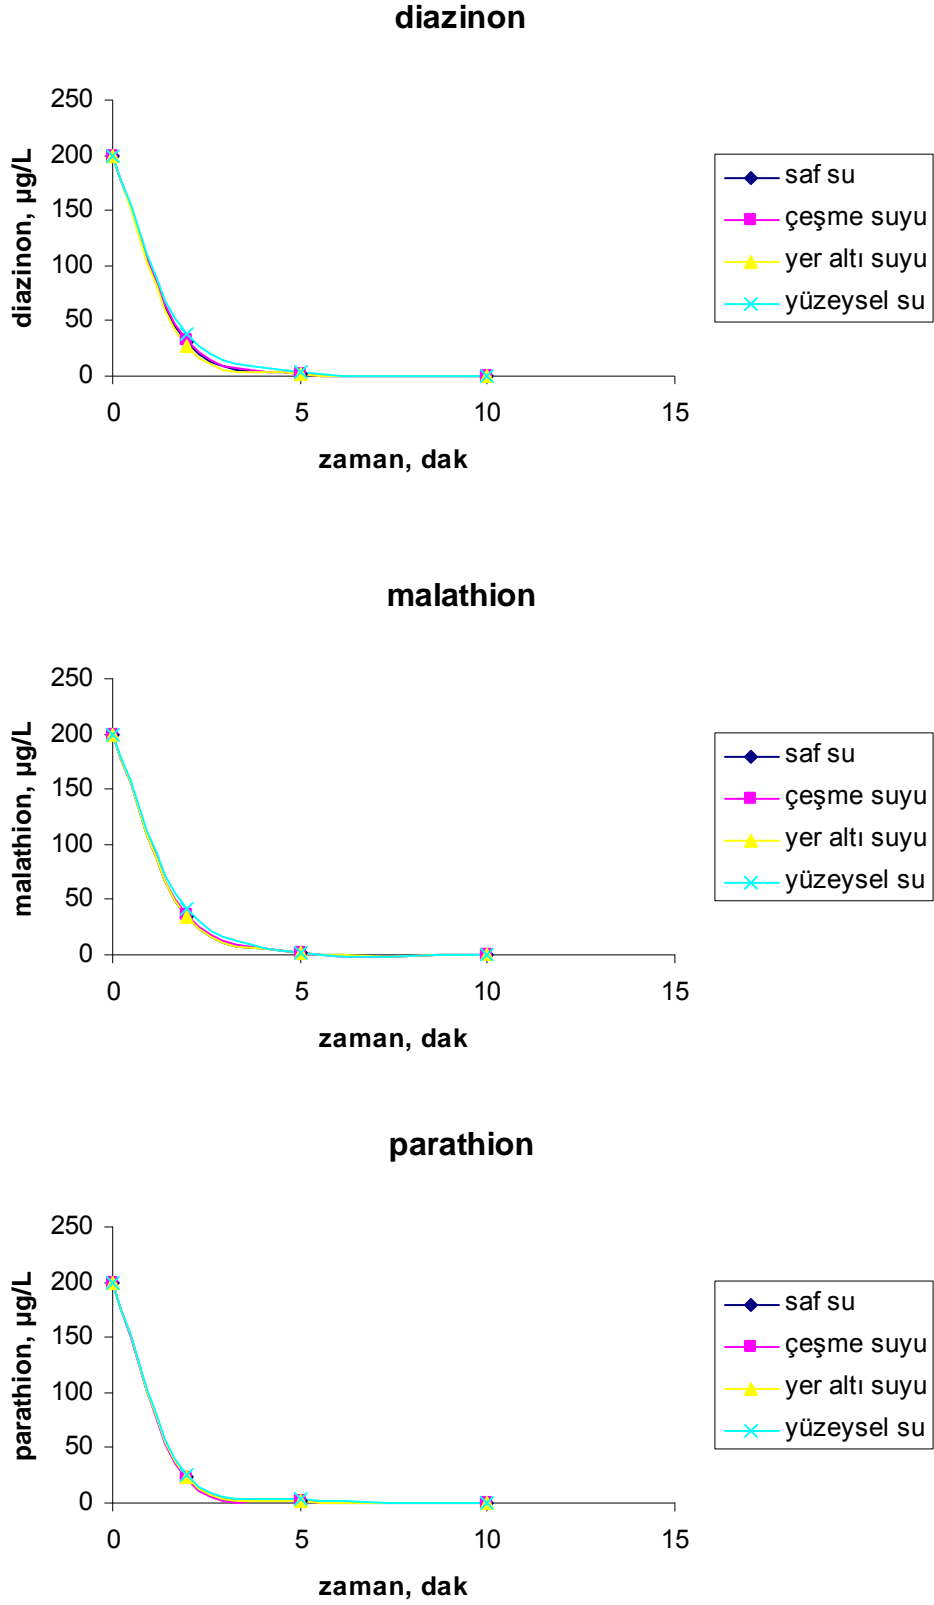 diazinon
250
200
150
100
50
0
0 5 10 15
diazinon, µg/L
zaman, dak
saf su
çeşme suyu
yer altı suyu
yüzeysel su
malathion
250
200
150
100
50
0
0 5 10 15
malathion, µg/L
zaman, dak
saf su
çeşme suyu
yer altı suyu
yüzeysel su
parathion
250
200
150
100
50
0
0 5 10 15
parathion, µg/L
zaman, dak
saf su
çeşme suyu
yer altı suyu
yüzeysel su